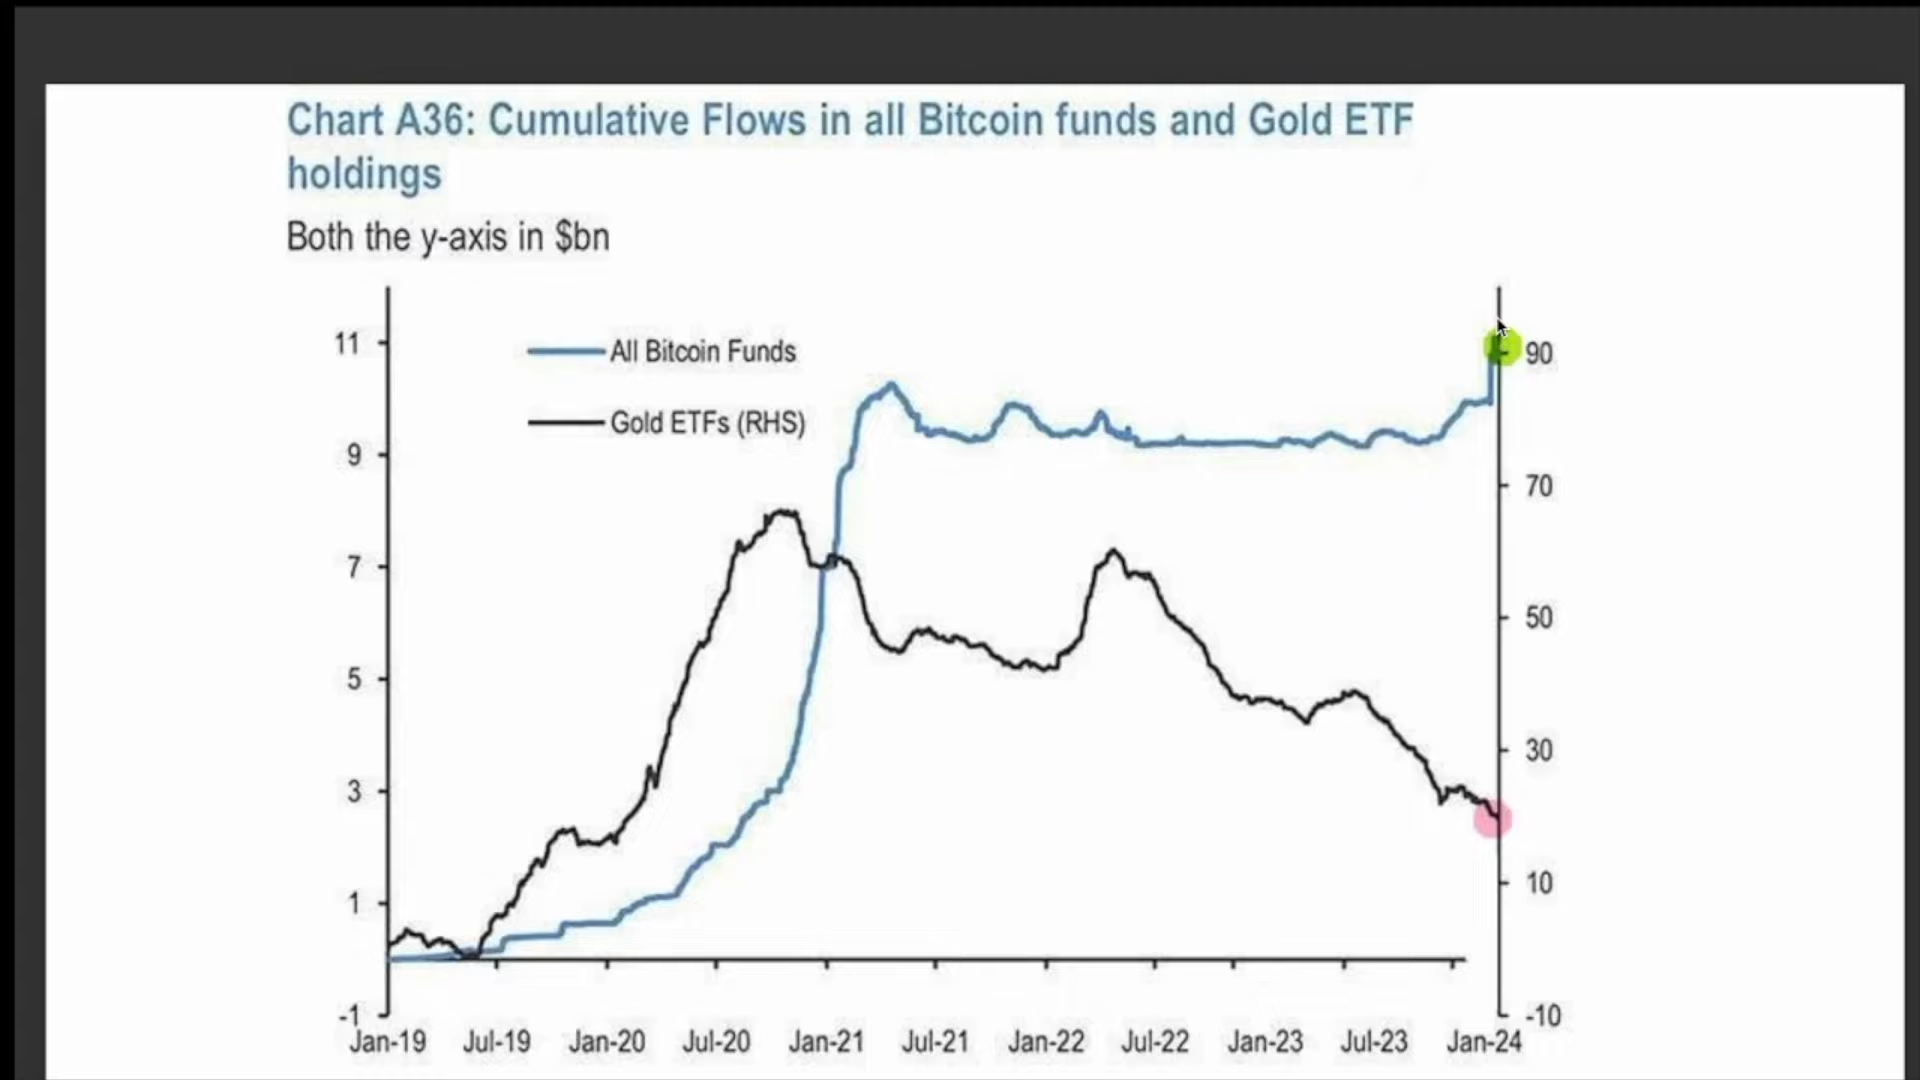 Chart A36: Cumulative Flows in all Bitcoin funds and Gold ETF
holdings
Both the y-axis in $bn
All Bitcoin Funds
Gold ETFs (RHS)
11
9
7
5
3
1
-1
90
70
50
30
10
-10
Jan-19 Jul-19 Jan-20 Jul-20 Jan-21 Jul-21 Jan-22 Jul-22 Jan-23 Jul-23 Jan-24